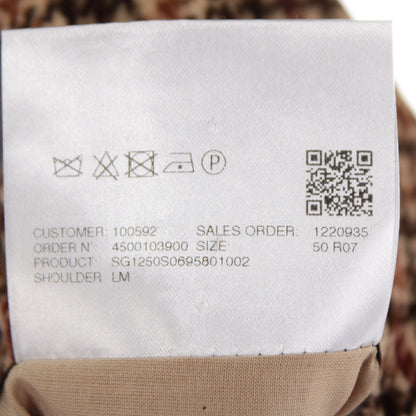 P
CUSTOMER: 100592 SALES ORDER: 1220935
ORDER N° 4500103900 SIZE: 50 R07
PRODUCT SG1250S0695801002
SHOULDER LM